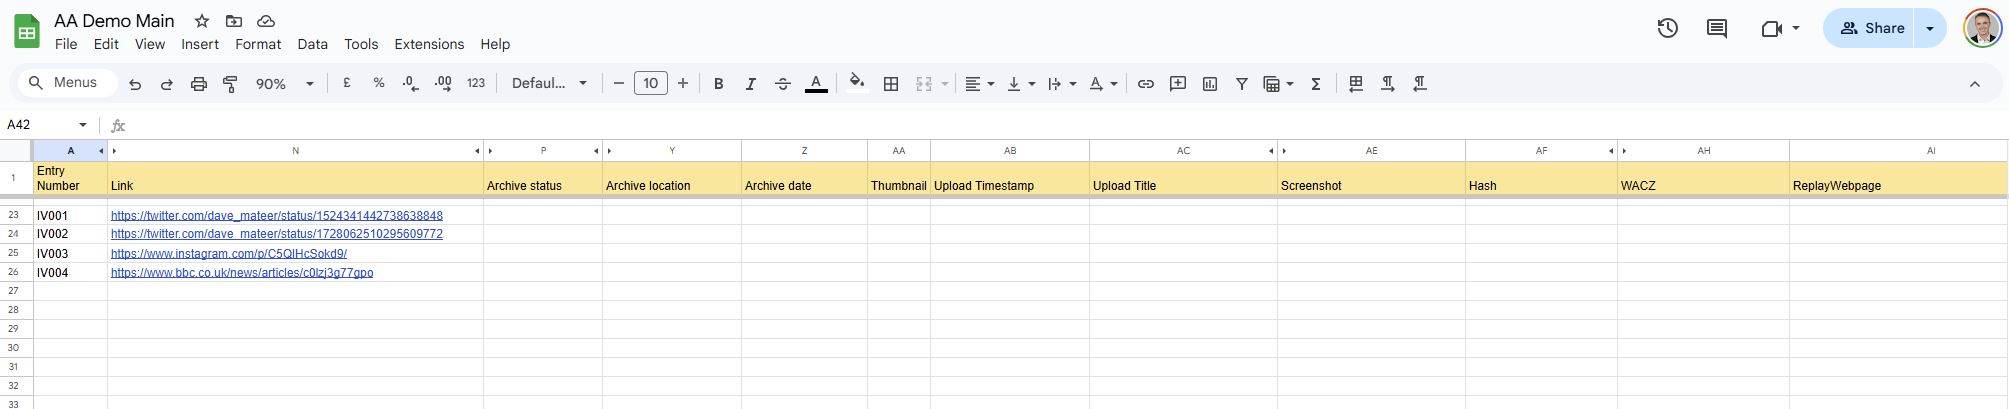 AA Demo Main
File Edit View Insert Format Data Tools Extensions Help
Share
Menus 90% £ % .0 .00 123 Defaul... − 10 + B I S A Σ
A42 fx
A N P Y Z AA AB AC AE AF AH AI
1 Entry Number Link Archive status Archive location Archive date Thumbnail Upload Timestamp Upload Title Screenshot Hash WACZ ReplayWebpage
23 IV001 https://twitter.com/dave_mateer/status/1524341442738638848
24 IV002 https://twitter.com/dave_mateer/status/1728062510295609772
25 IV003 https://www.instagram.com/p/C5QIHcSokd9/
26 IV004 https://www.bbc.co.uk/news/articles/c0lzj3g77gpo
27
28
29
30
31
32
33